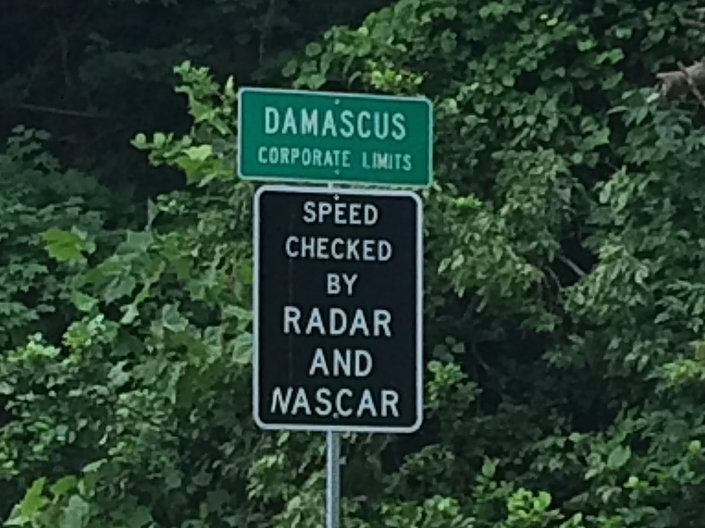 DAMASCUS
CORPORATE LIMITS
SPEED
CHECKED
BY
RADAR
AND
NASCAR